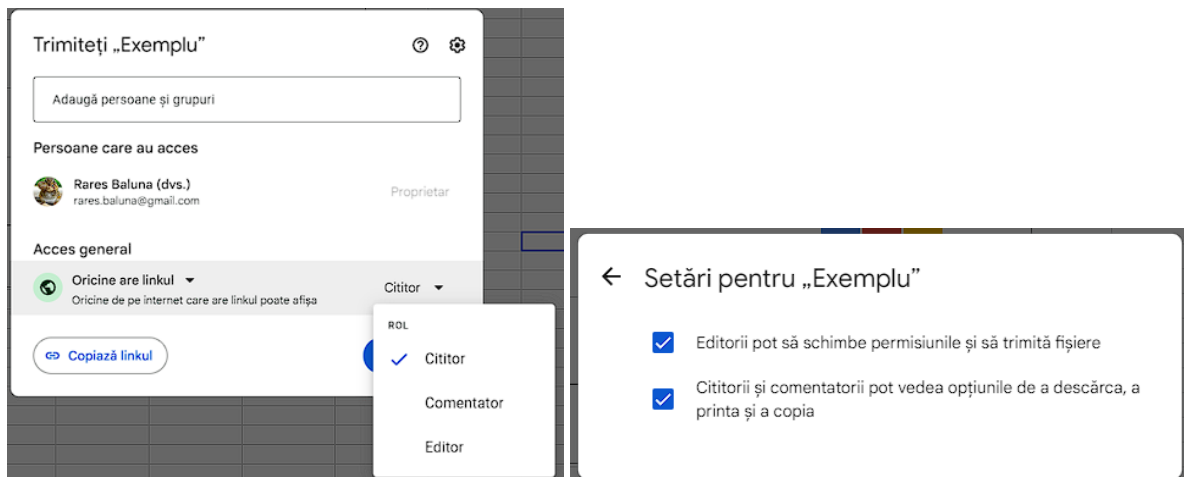 Trimiteți „Exemplu”
Adaugă persoane și grupuri
Persoane care au acces
Rares Baluna (dvs.)
rares.baluna@gmail.com
Proprietar
Acces general
Oricine are linkul
Oricine de pe internet care are linkul poate afișa
Cititor
Copiază linkul
ROL
Cititor
Comentator
Editor
Setări pentru „Exemplu”
Editorii pot să schimbe permisiunile și să trimită fișiere
Cititorii și comentatorii pot vedea opțiunile de a descărca, a
printa și a copia